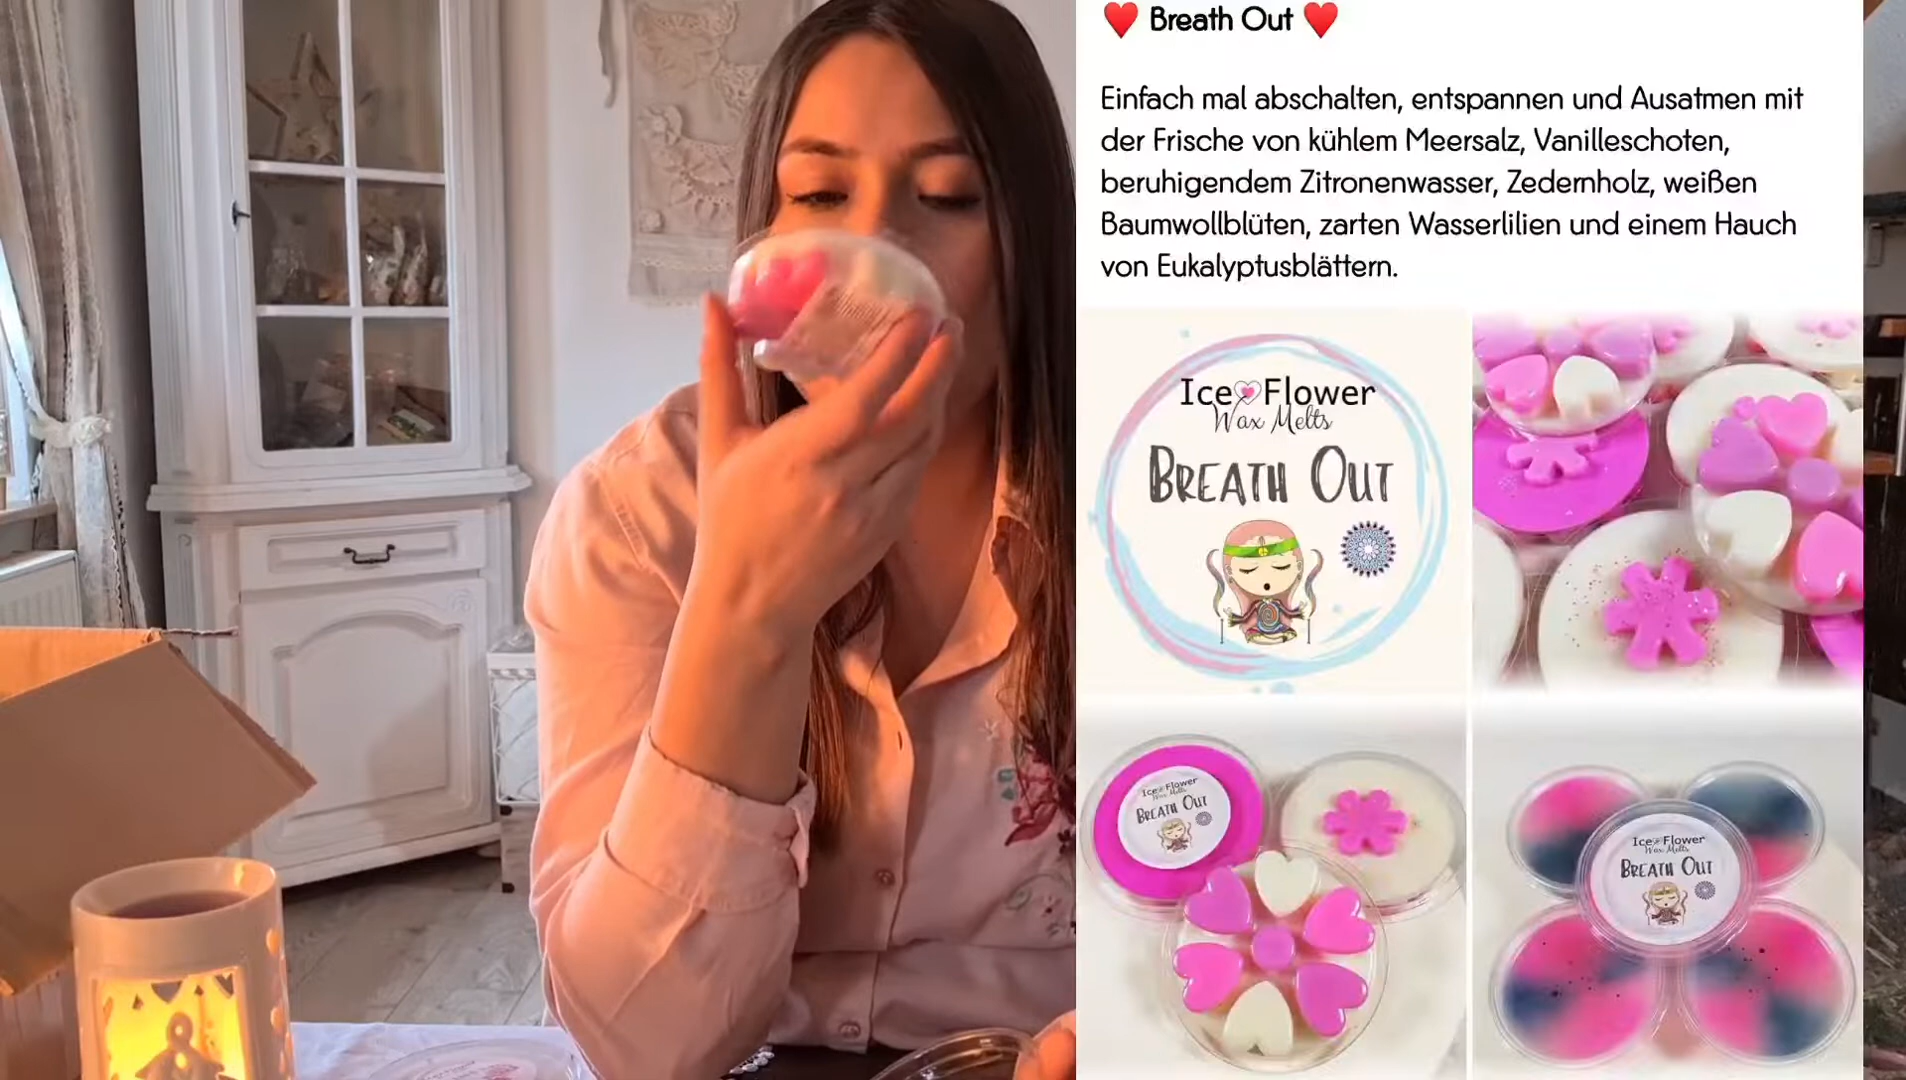 Breath Out
Einfach mal abschalten, entspannen und Ausatmen mit
der Frische von kühlem Meersalz, Vanilleschoten,
beruhigendem Zitronenwasser, Zedernholz, weißen
Baumwollblüten, zarten Wasserlilien und einem Hauch
von Eukalyptusblättern.
Ice Flower
Wax Melts
BREATH OUT
Ice Flower
Wax Melts
BREATH OUT
Ice Flower
Wax Melts
BREATH OUT